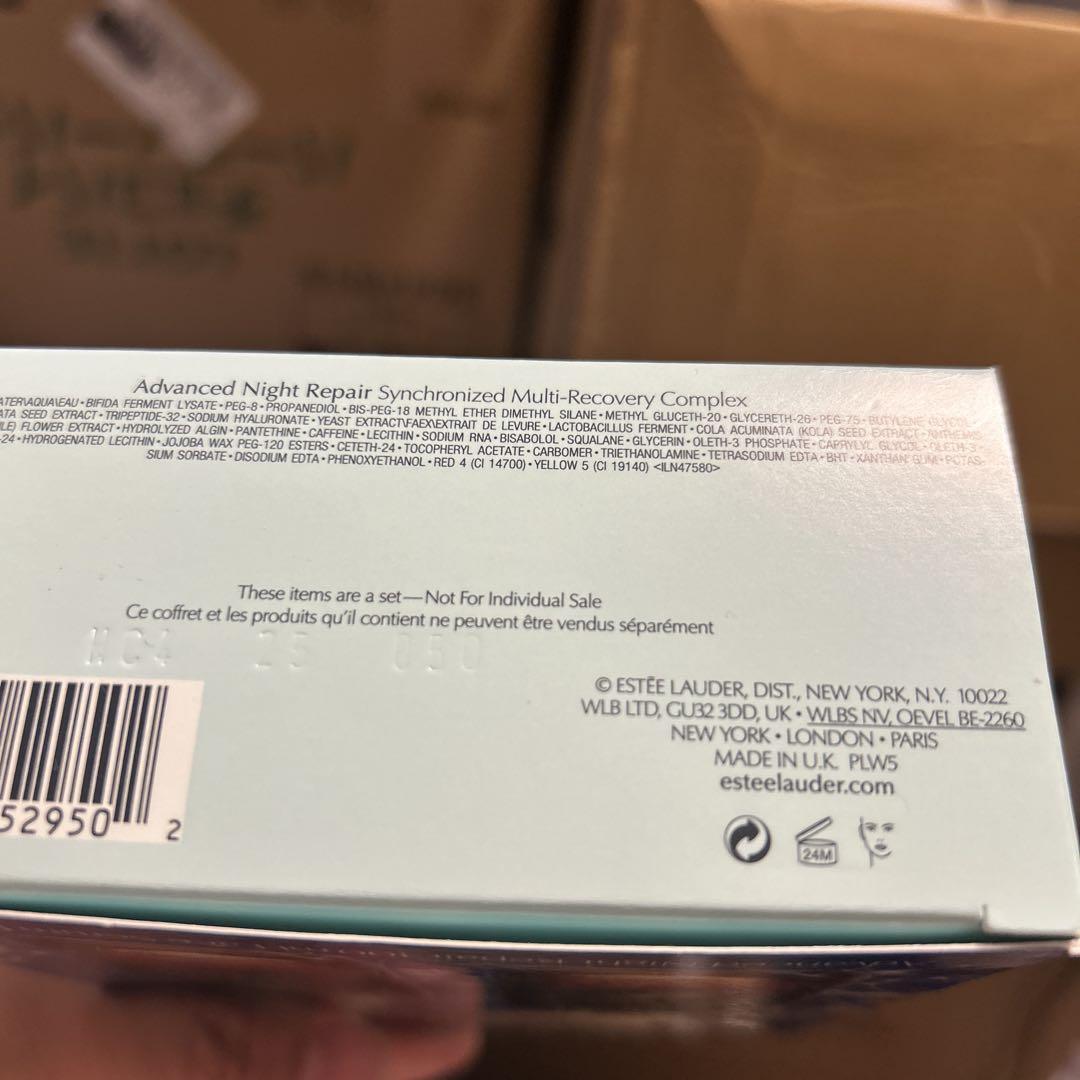 Advanced Night Repair Synchronized Multi-Recovery Complex
ATER\AQUA\EAU • BIFIDA FERMENT LYSATE • PEG-8 • PROPANEDIOL • BIS-PEG-18 METHYL ETHER DIMETHYL SILANE • METHYL GLUCETH-20 • GLYCERETH-26 • PEG-75 • BUTYLENE GLYCOL •
ATA SEED EXTRACT • TRIPEPTIDE-32 • SODIUM HYALURONATE • YEAST EXTRACT\FAEX\EXTRAIT DE LEVURE • LACTOBACILLUS FERMENT • COLA ACUMINATA (KOLA) SEED EXTRACT • ANTHEMIS
LE) FLOWER EXTRACT • HYDROLYZED ALGIN • PANTETHINE • CAFFEINE • LECITHIN • SODIUM RNA • BISABOLOL • SQUALANE • GLYCERIN • OLETH-3 PHOSPHATE • CAPRYLYL GLYCOL • OLETH-3 •
-24 • HYDROGENATED LECITHIN • JOJOBA WAX PEG-120 ESTERS • CETETH-24 • TOCOPHERYL ACETATE • CARBOMER • TRIETHANOLAMINE • TETRASODIUM EDTA • BHT • XANTHAN GUM • POTAS-
SIUM SORBATE • DISODIUM EDTA • PHENOXYETHANOL • RED 4 (CI 14700) • YELLOW 5 (CI 19140) <ILN47580>
These items are a set—Not For Individual Sale
Ce coffret et les produits qu'il contient ne peuvent être vendus séparément
25 050
© ESTĒE LAUDER, DIST., NEW YORK, N.Y. 10022
WLB LTD, GU32 3DD, UK • WLBS NV, OEVEL BE-2260
NEW YORK • LONDON • PARIS
MADE IN U.K. PLW5
esteelauder.com
52950 2
24M